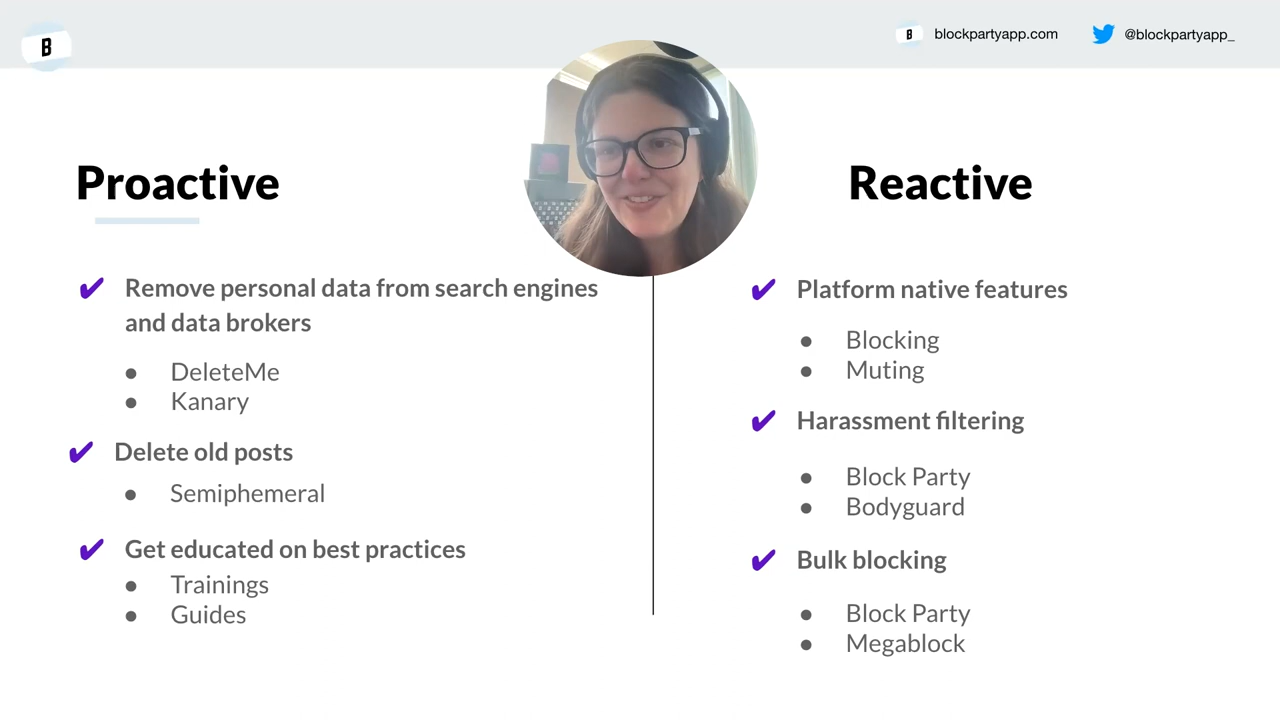 B
B blockpartyapp.com @blockpartyapp_
Proactive
✔ Remove personal data from search engines
and data brokers
● DeleteMe
● Kanary
✔ Delete old posts
● Semiphemeral
✔ Get educated on best practices
● Trainings
● Guides
Reactive
✔ Platform native features
● Blocking
● Muting
✔ Harassment filtering
● Block Party
● Bodyguard
✔ Bulk blocking
● Block Party
● Megablock